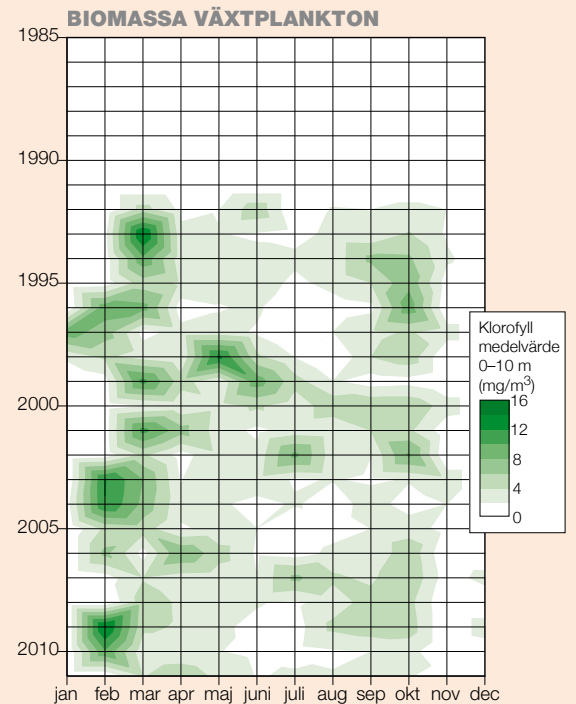 BIOMASSA VÄXTPLANKTON
1985
1990
1995
2000
2005
2010
jan feb mar apr maj juni juli aug sep okt nov dec
Klorofyll
medelvärde
0–10 m
(mg/m³)
16
12
8
4
0